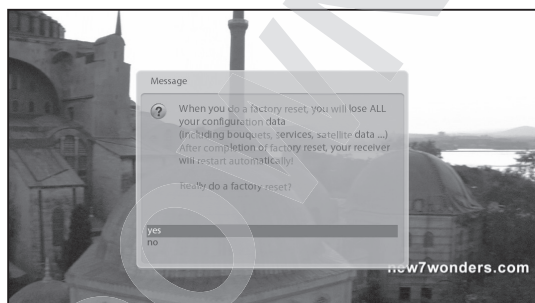 Message
When you do a factory reset, you will lose ALL
your configuration data
(including bouquets, services, satellite data ...)
After completion of factory reset, your receiver
will restart automatically!
Really do a factory reset?
yes
no
new7wonders.com